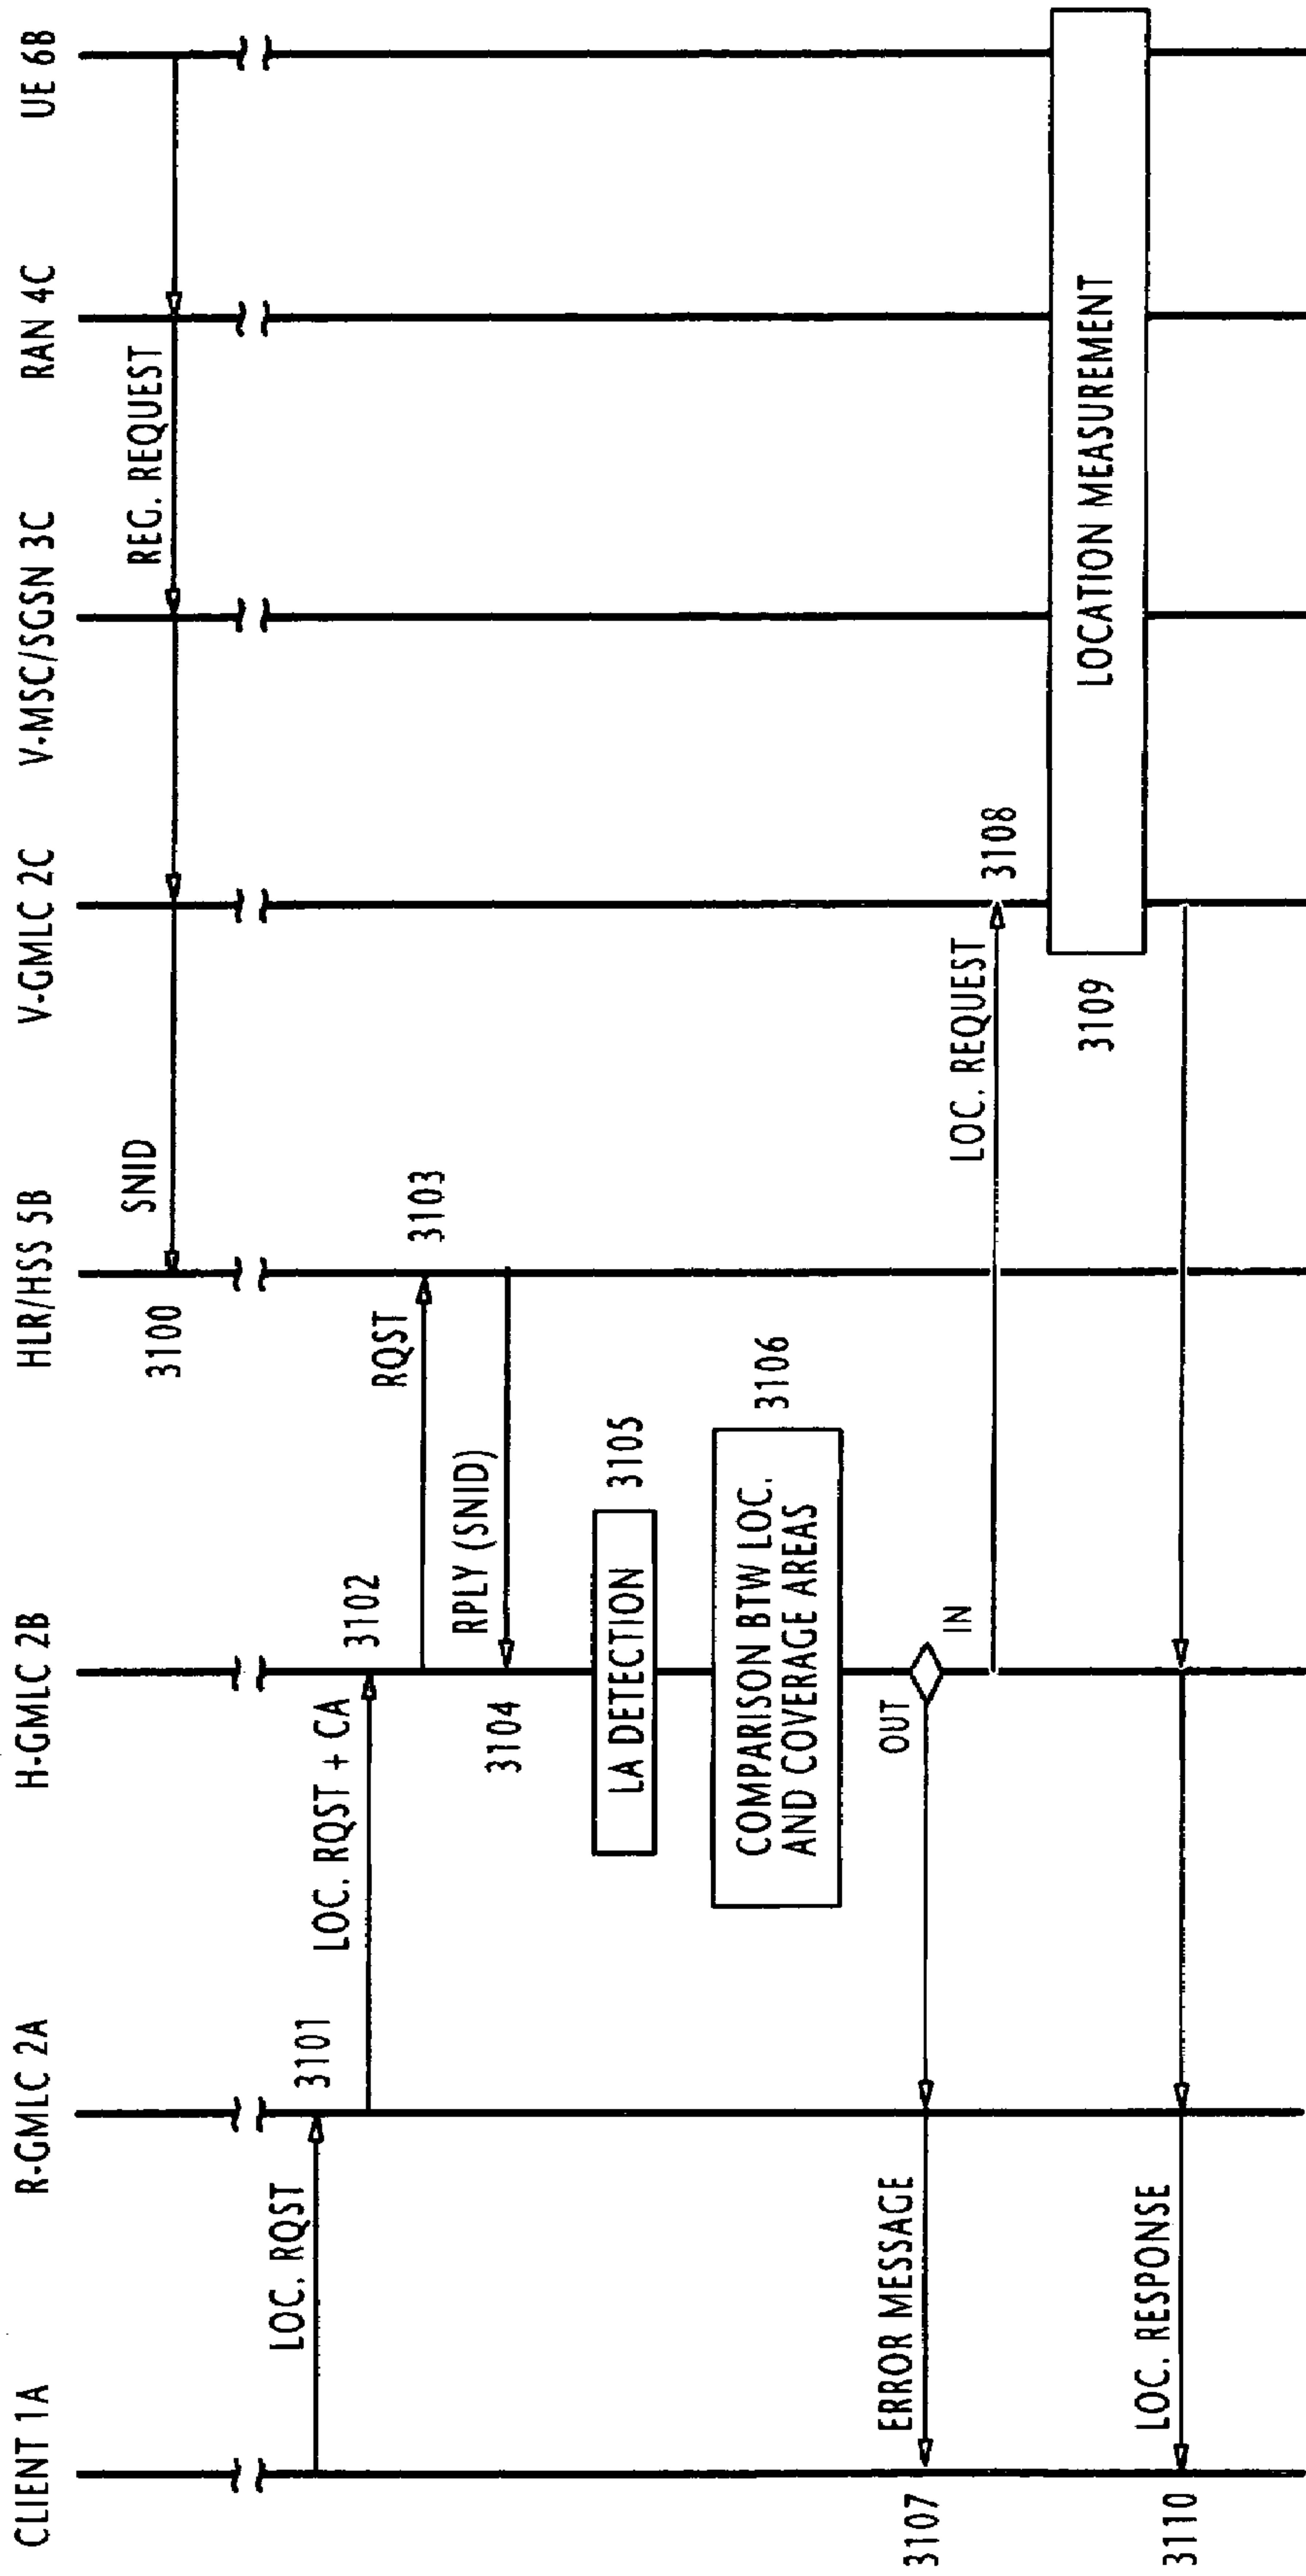 CLIENT 1A
R-GMLC 2A
H-GMLC 2B
HLR/HSS 5B
V-GMLC 2C
V-MSC/SGSN 3C
RAN 4C
UE 6B
SNID
REG. REQUEST
3100
LOC. RQST
3101
LOC. RQST + CA
3102
RQST
3103
RPLY (SNID)
3104
LA DETECTION
3105
COMPARISON BTW LOC.
AND COVERAGE AREAS
3106
OUT
IN
ERROR MESSAGE
3107
LOC. REQUEST
3108
LOCATION MEASUREMENT
3109
LOC. RESPONSE
3110